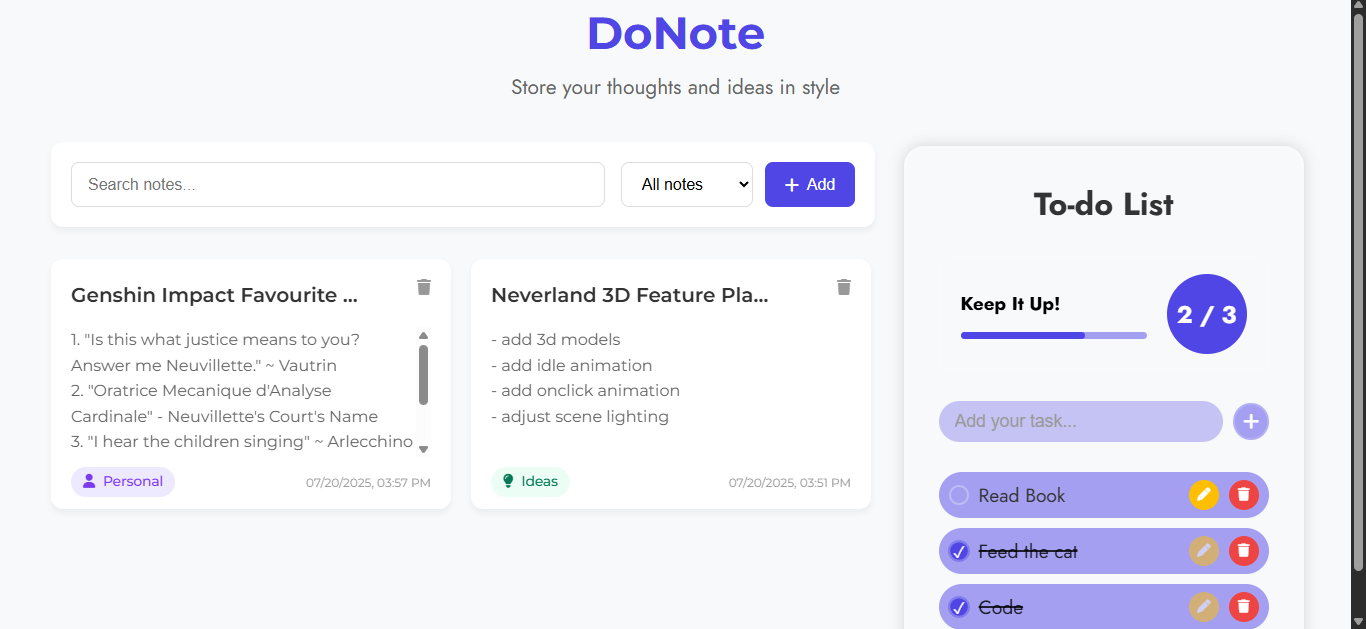 DoNote
Store your thoughts and ideas in style
Search notes...
All notes
+ Add
Genshin Impact Favourite ...
1. "Is this what justice means to you?
Answer me Neuvillette." ~ Vautrin
2. "Oratrice Mecanique d'Analyse
Cardinale" - Neuvillette's Court's Name
3. "I hear the children singing" ~ Arlecchino
Personal
07/20/2025, 03:57 PM
Neverland 3D Feature Pla...
- add 3d models
- add idle animation
- add onclick animation
- adjust scene lighting
Ideas
07/20/2025, 03:51 PM
To-do List
Keep It Up!
2 / 3
Add your task...
+
Read Book
Feed the cat
Code